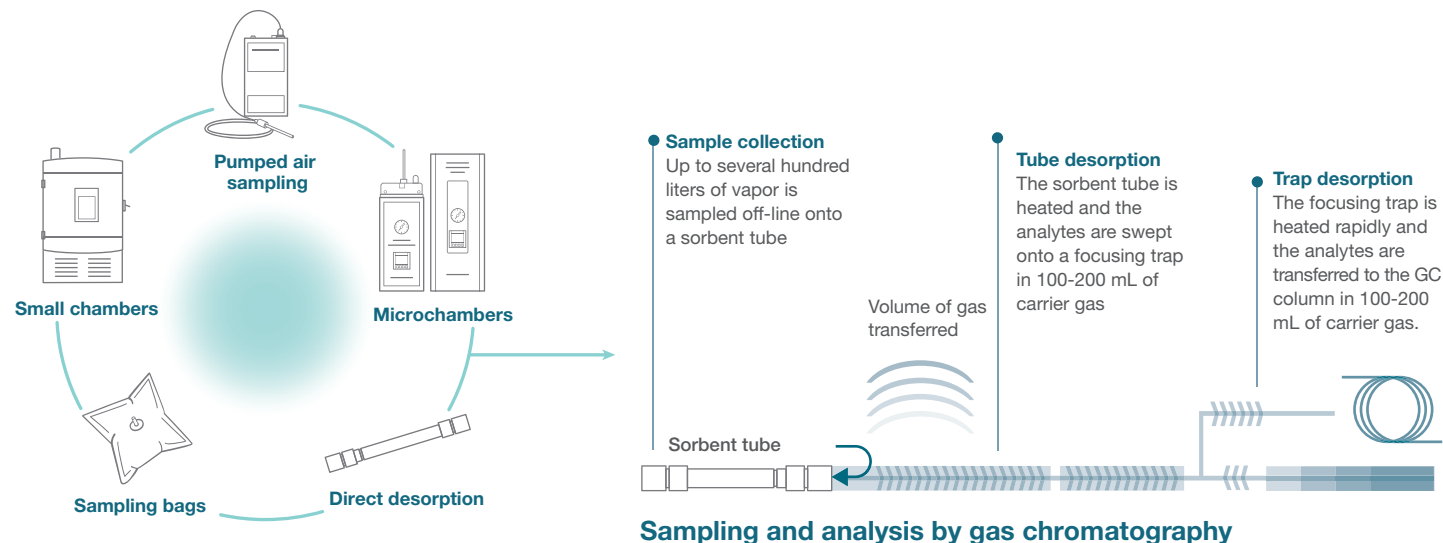 Pumped air
sampling
Small chambers
Microchambers
Sampling bags
Direct desorption
Sample collection
Up to several hundred
liters of vapor is
sampled off-line onto
a sorbent tube
Volume of gas
transferred
Tube desorption
The sorbent tube is
heated and the
analytes are swept
onto a focusing trap
in 100-200 mL of
carrier gas
Trap desorption
The focusing trap is
heated rapidly and
the analytes are
transferred to the GC
column in 100-200
mL of carrier gas.
Sorbent tube
Sampling and analysis by gas chromatography